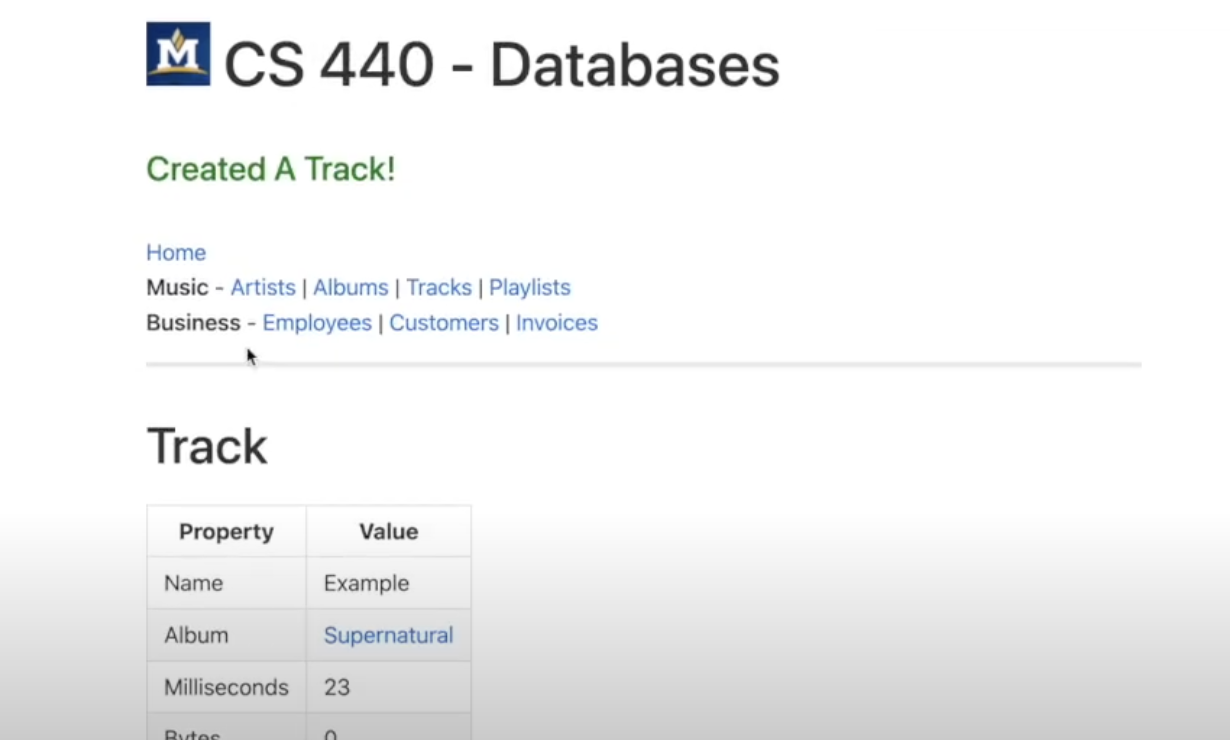 M CS 440 - Databases
Created A Track!
Home
Music - Artists | Albums | Tracks | Playlists
Business - Employees | Customers | Invoices
Track
Property Value
Name Example
Album Supernatural
Milliseconds 23
Bytes 0